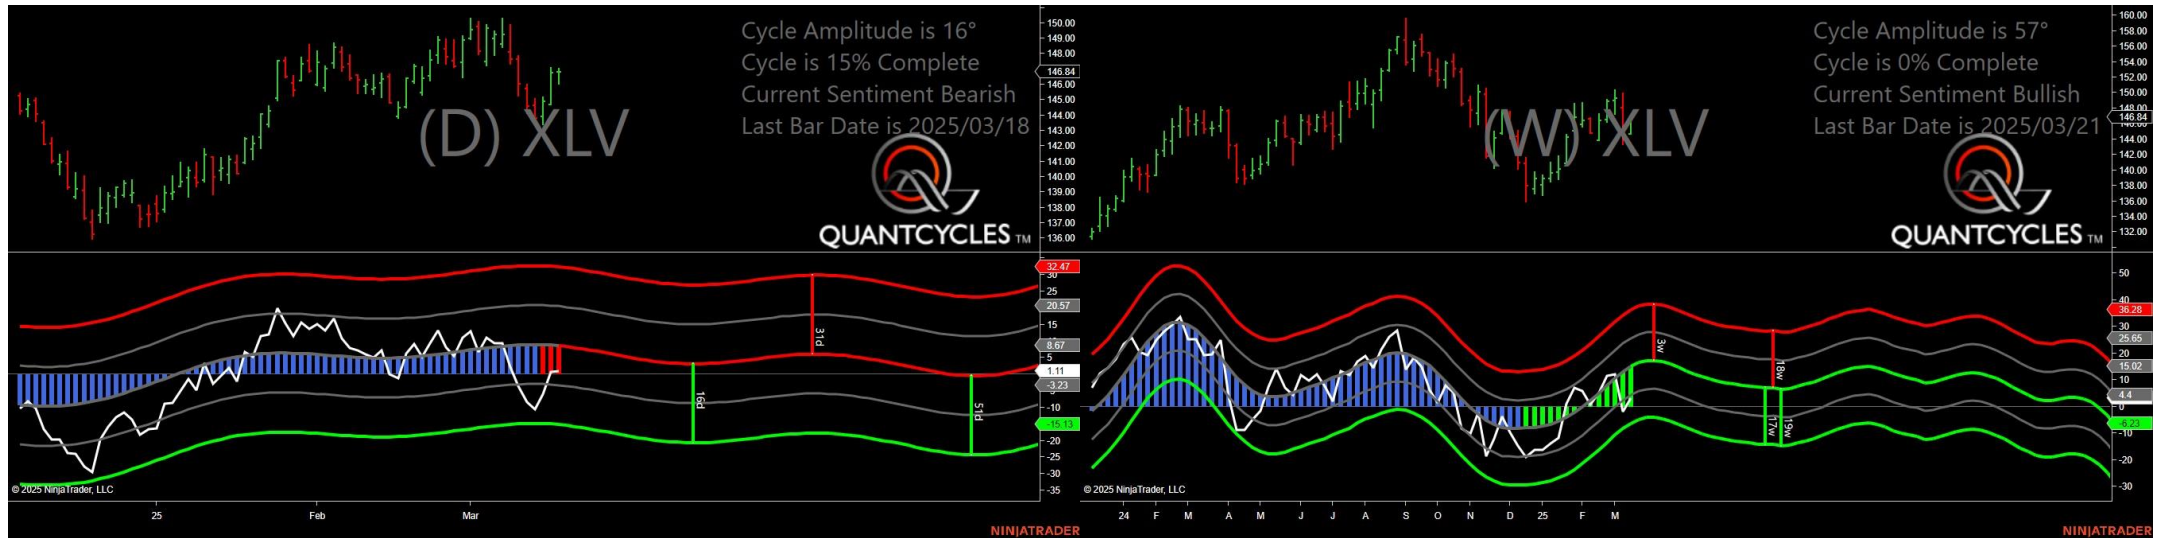 Cycle Amplitude is 16°
Cycle is 15% Complete
Current Sentiment Bearish
Last Bar Date is 2025/03/18
(D) XLV
QUANTCYCLES TM
150.00
149.00
148.00
146.84
146.00
145.00
144.00
143.00
142.00
141.00
140.00
139.00
138.00
137.00
136.00
32.47
30
25
20.57
15
8.67
5
1.11
-3.23
-10
-15.13
-20
-25
-30
-35
31d
16d
51d
© 2025 NinjaTrader, LLC
25 Feb Mar
NINJATRADER
Cycle Amplitude is 57°
Cycle is 0% Complete
Current Sentiment Bullish
Last Bar Date is 2025/03/21
(W) XLV
QUANTCYCLES TM
160.00
158.00
156.00
154.00
152.00
150.00
148.00
146.84
144.00
142.00
140.00
138.00
136.00
134.00
132.00
50
40
36.28
30
25.65
20
15.02
10
4.4
0
-6.23
-10
-20
-30
3w
18w
17w
19w
© 2025 NinjaTrader, LLC
24 F M A M J J A S O N D 25 F M
NINJATRADER